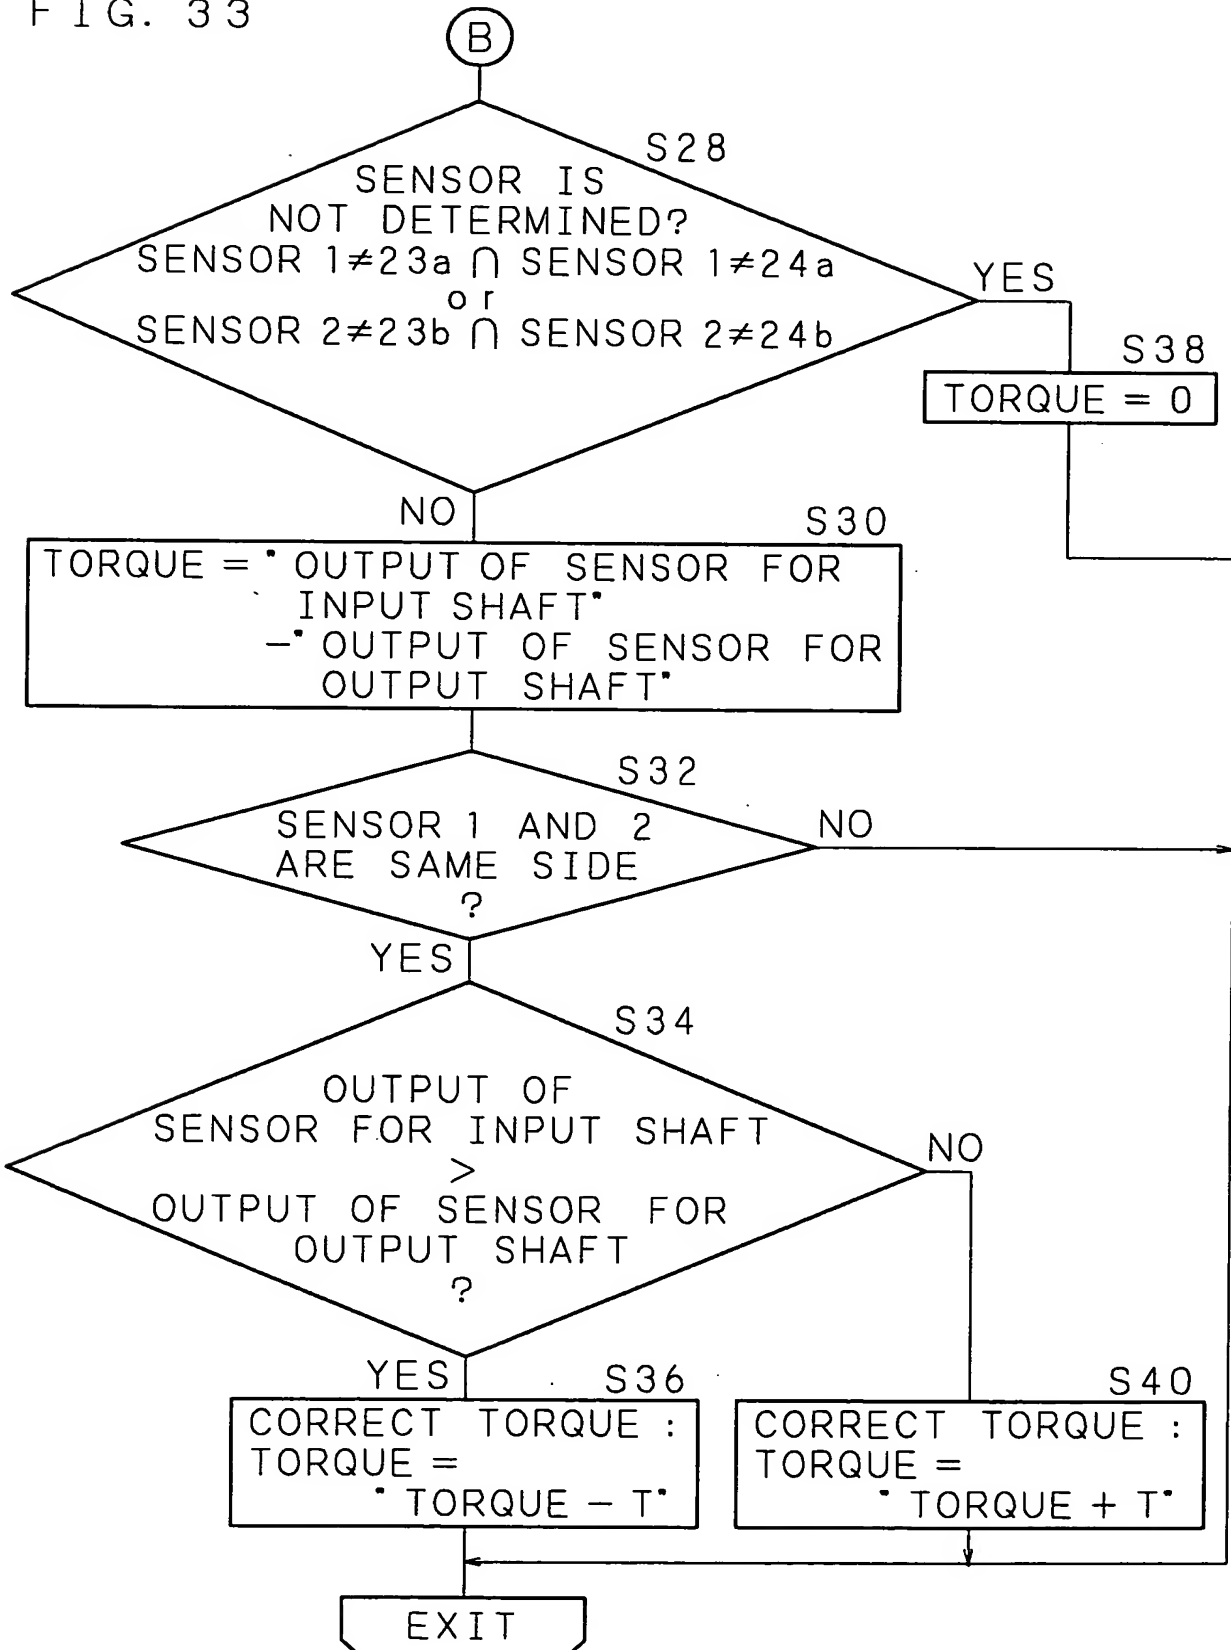 FIG. 33
B
S28
SENSOR IS
NOT DETERMINED?
SENSOR 1≠23a ∩ SENSOR 1≠24a
or
SENSOR 2≠23b ∩ SENSOR 2≠24b
YES
S38
TORQUE = 0
NO
S30
TORQUE = " OUTPUT OF SENSOR FOR
INPUT SHAFT"
-" OUTPUT OF SENSOR FOR
OUTPUT SHAFT"
S32
SENSOR 1 AND 2
ARE SAME SIDE
?
NO
YES
S34
OUTPUT OF
SENSOR FOR INPUT SHAFT
>
OUTPUT OF SENSOR FOR
OUTPUT SHAFT
?
NO
YES
S36
CORRECT TORQUE :
TORQUE =
" TORQUE - T"
S40
CORRECT TORQUE :
TORQUE =
" TORQUE + T"
EXIT